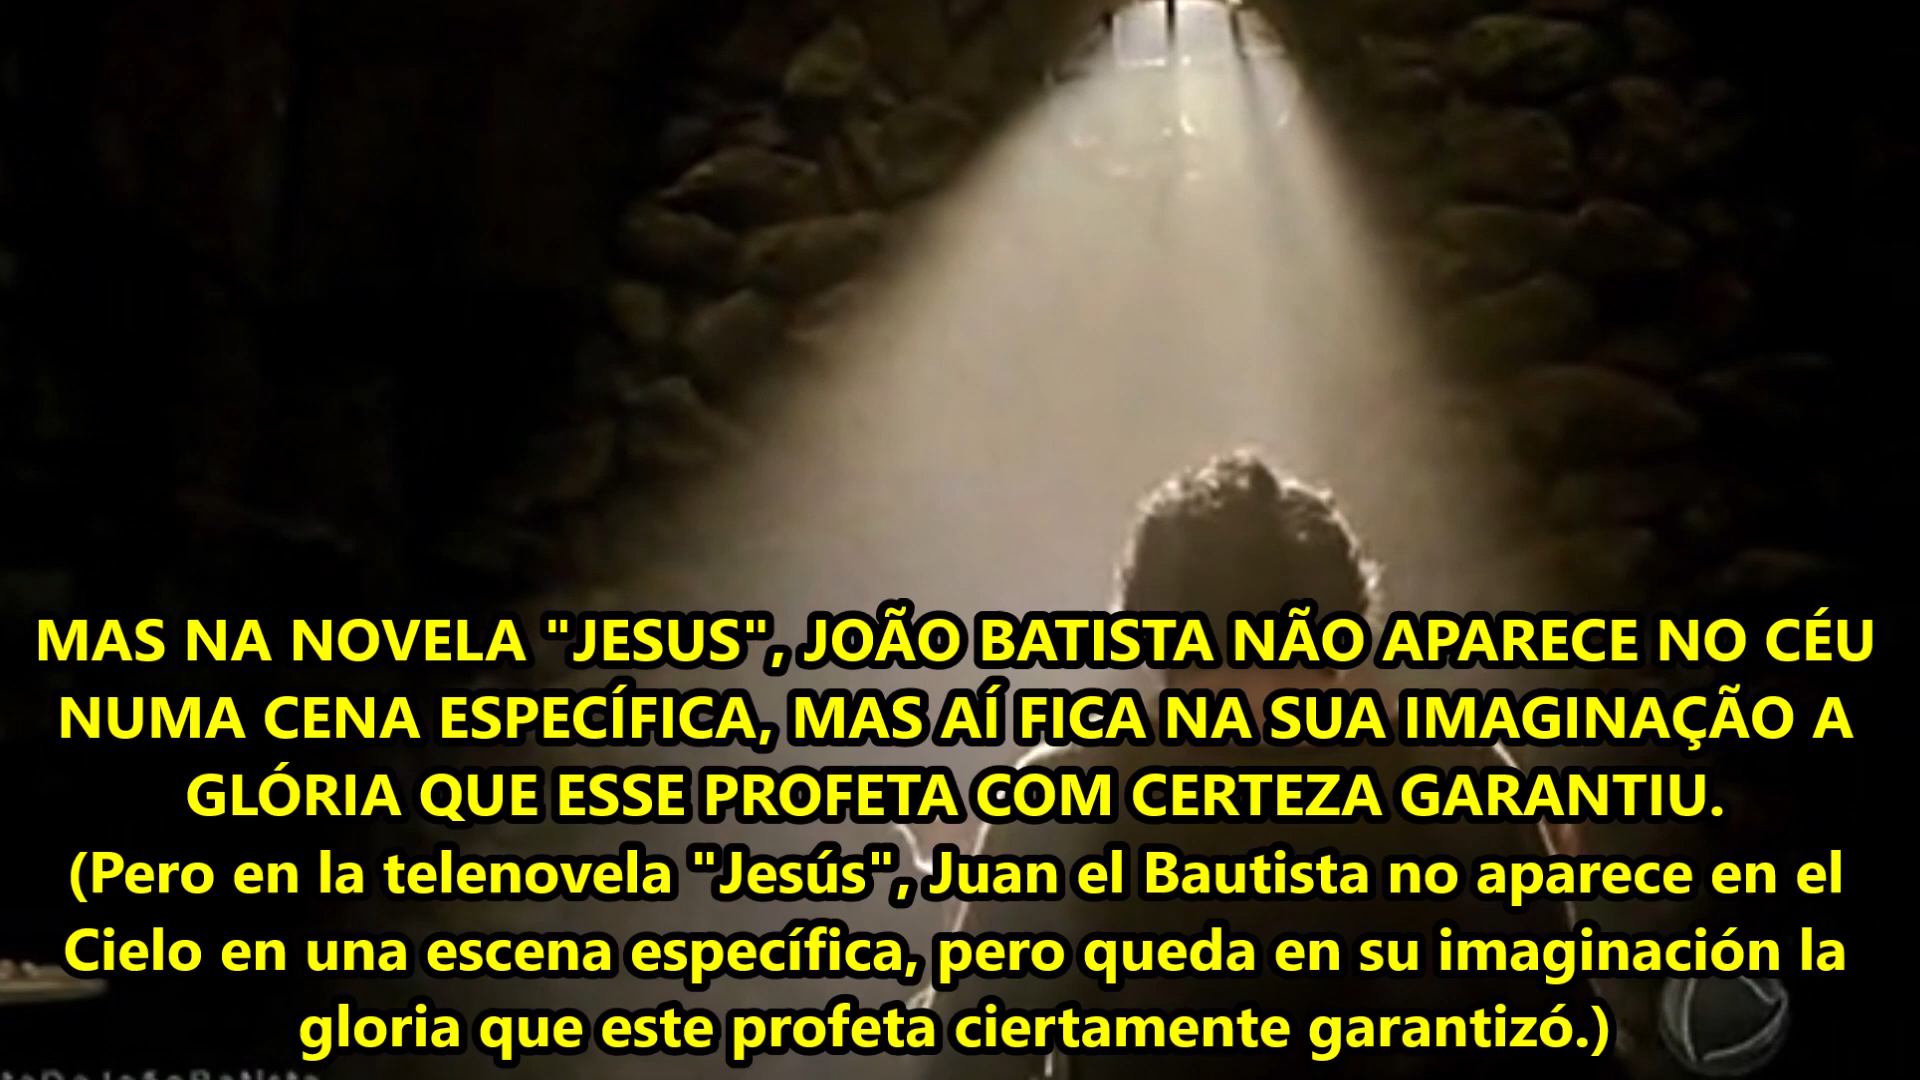 MAS NA NOVELA "JESUS", JOÃO BATISTA NÃO APARECE NO CÉU
NUMA CENA ESPECÍFICA, MAS AÍ FICA NA SUA IMAGINAÇÃO A
GLÓRIA QUE ESSE PROFETA COM CERTEZA GARANTIU.
(Pero en la telenovela "Jesús", Juan el Bautista no aparece en el
Cielo en una escena específica, pero queda en su imaginación la
gloria que este profeta ciertamente garantizó.)